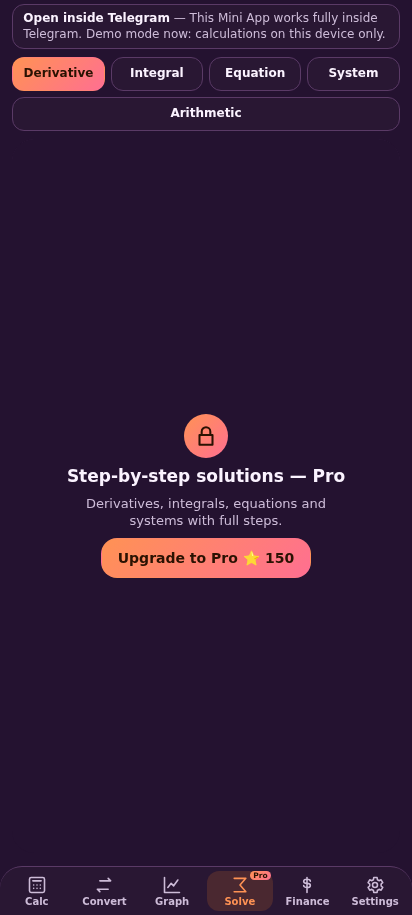 Open inside Telegram — This Mini App works fully inside
Telegram. Demo mode now: calculations on this device only.
Derivative Integral Equation System
Arithmetic
Step-by-step solutions — Pro
Derivatives, integrals, equations and
systems with full steps.
Upgrade to Pro ⭐ 150
Pro
Calc Convert Graph Solve Finance Settings